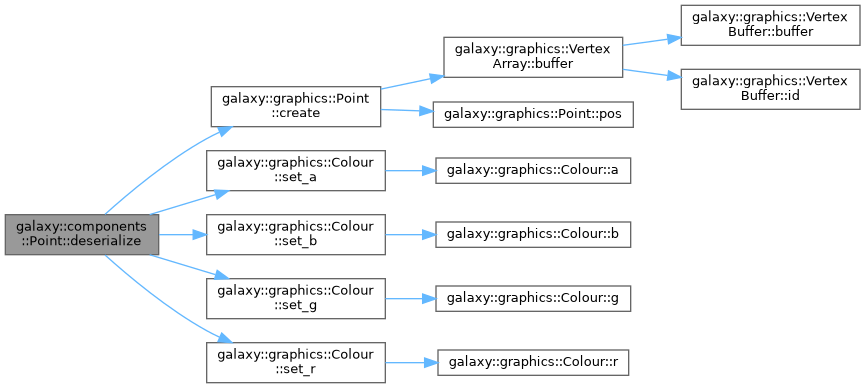 galaxy::components
::Point::deserialize
galaxy::graphics::Point
::create
galaxy::graphics::Vertex
Array::buffer
galaxy::graphics::Vertex
Buffer::buffer
galaxy::graphics::Vertex
Buffer::id
galaxy::graphics::Point::pos
galaxy::graphics::Colour
::set_a
galaxy::graphics::Colour::a
galaxy::graphics::Colour
::set_b
galaxy::graphics::Colour::b
galaxy::graphics::Colour
::set_g
galaxy::graphics::Colour::g
galaxy::graphics::Colour
::set_r
galaxy::graphics::Colour::r